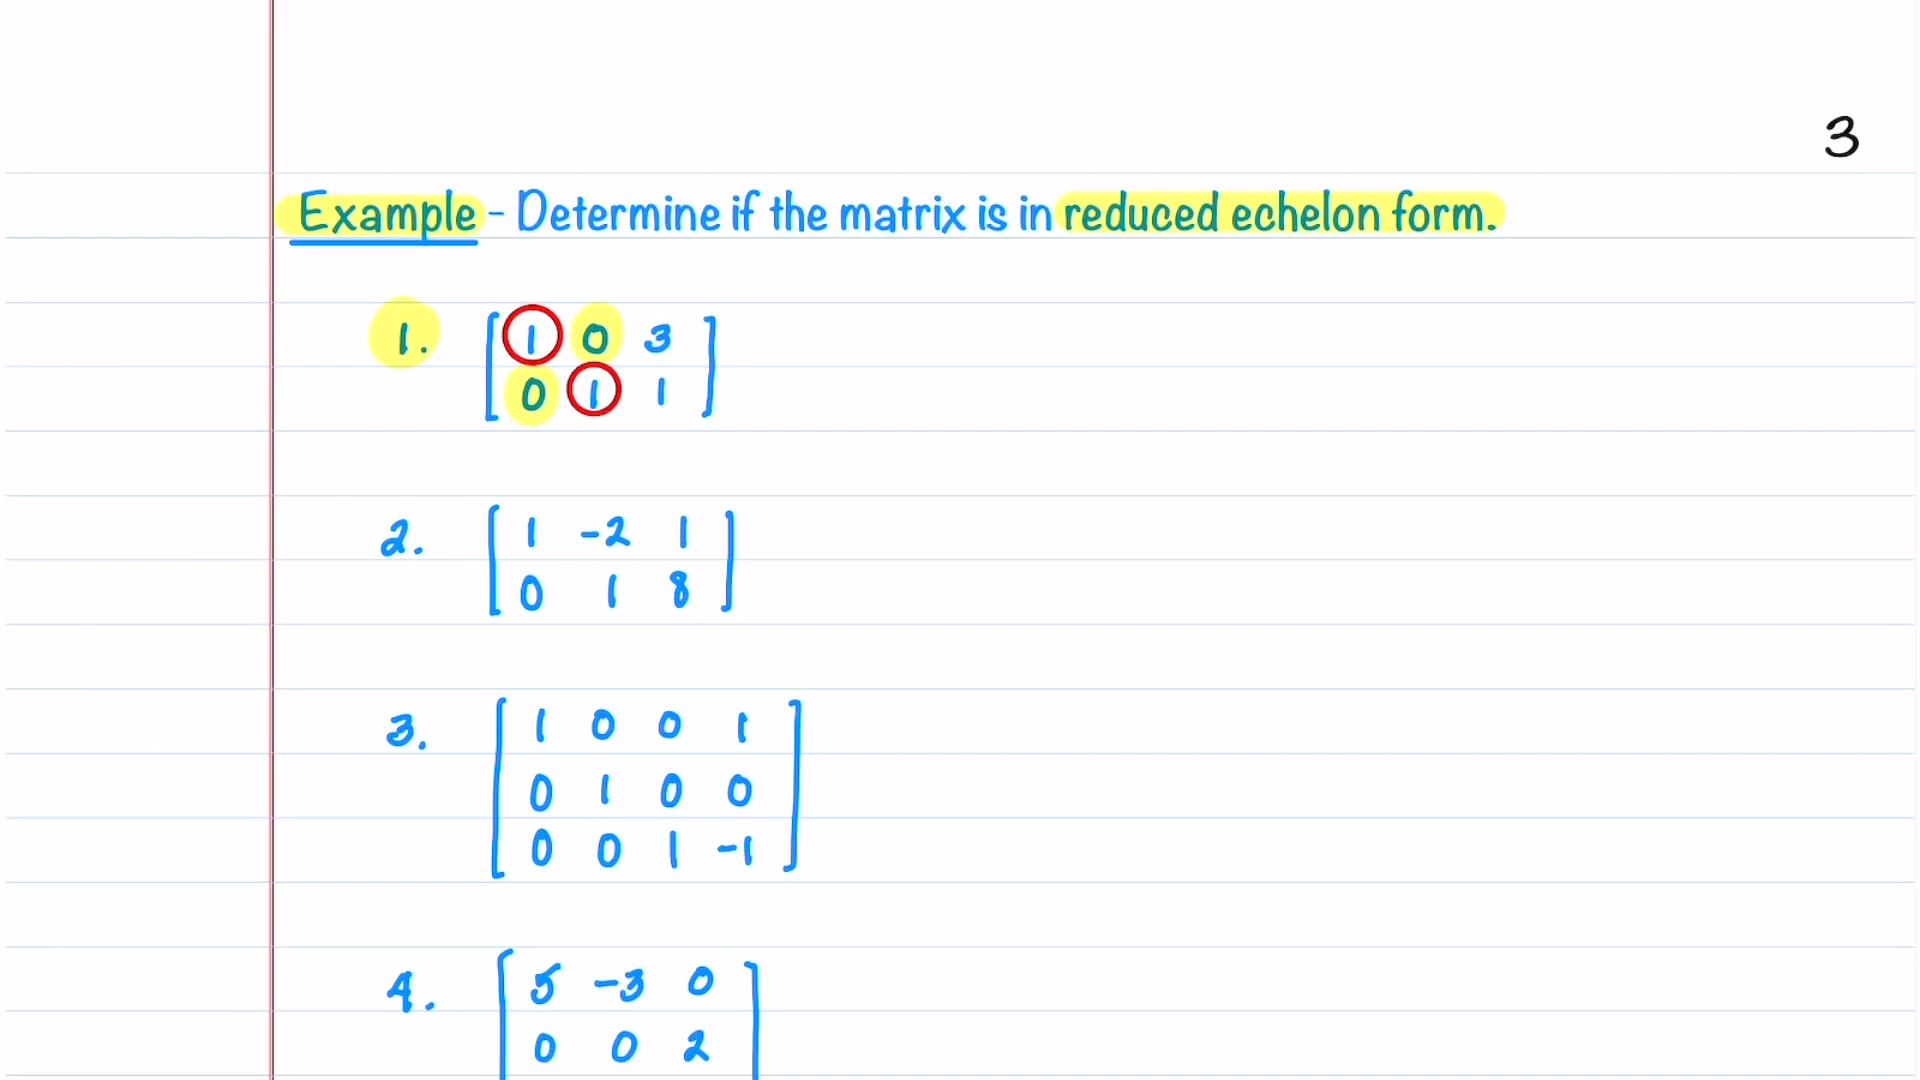 3
Example - Determine if the matrix is in reduced echelon form.
1. [ 1 0 3 ]
0 1 1
2. [ 1 -2 1 ]
0 1 8
3. [ 1 0 0 1 ]
0 1 0 0
0 0 1 -1
4. [ 5 -3 0 ]
0 0 2